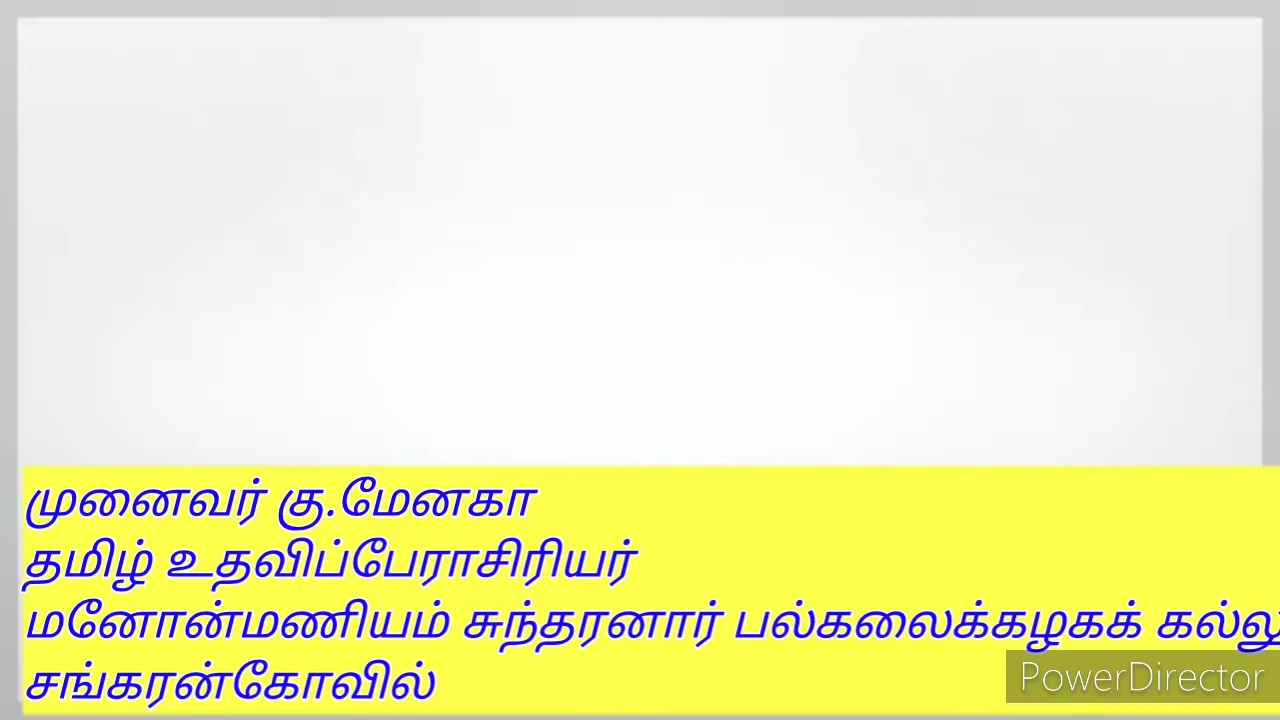 முனைவர் கு.மேனகா
தமிழ் உதவிப்பேராசிரியர்
மனோன்மணியம் சுந்தரனார் பல்கலைக்கழகக்
சங்கரன்கோவில்
PowerDirector